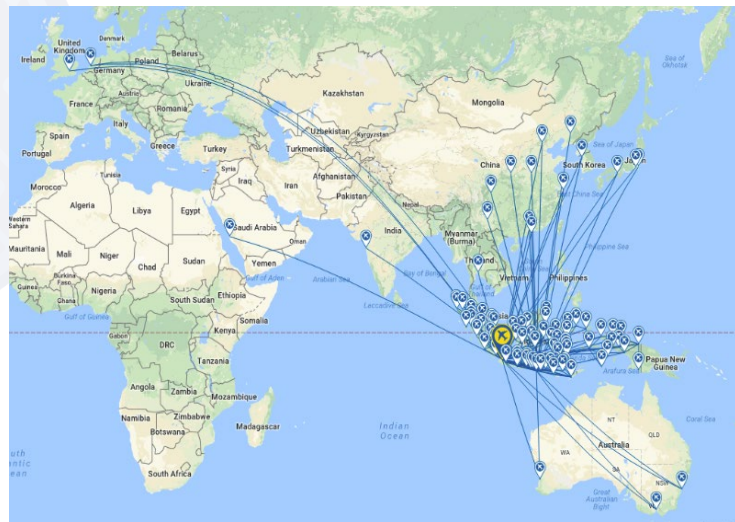 Ireland
United
Kingdom
Denmark
Belarus
Poland
Germany
Ukraine
France
Austria
Romania
Italy
Spain
Portugal
Greece
Turkey
Kazakhstan
Uzbekistan
Kyrgyzstan
Turkmenistan
Mongolia
Sea of
Okhotsk
Sea of Japan
South Korea
Japan
China
East China Sea
Tunisia
Morocco
Algeria
Libya
Egypt
Syria
Iraq
Iran
Afghanistan
Pakistan
Nepal
India
Myanmar
(Burma)
Thailand
Vietnam
Philippines
Philippine Sea
Western
Sahara
Mauritania
Mali
Niger
Chad
Sudan
Saudi Arabia
Oman
Yemen
Gulf of Aden
Arabian Sea
Bay of Bengal
Laccadive Sea
Guinea
Burkina
Faso
Ghana
Nigeria
South Sudan
Ethiopia
Somalia
Gulf of Guinea
Gabon
DRC
Kenya
Tanzania
Angola
Zambia
Mozambique
Zimbabwe
Namibia
Botswana
Madagascar
South Africa
Indian
Ocean
Papua New
Guinea
Arafura Sea
Coral Sea
NT
QLD
Australia
WA
SA
NSW
Great
Australian
Bight